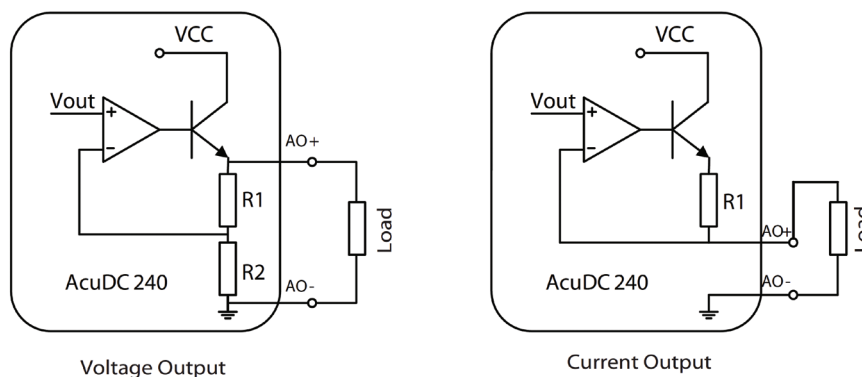 VCC
Vout
+
-
AO+
R1
R2
Load
AcuDC 240
AO-
Voltage Output
VCC
Vout
+
-
R1
AO+
Load
AcuDC 240
AO-
Current Output